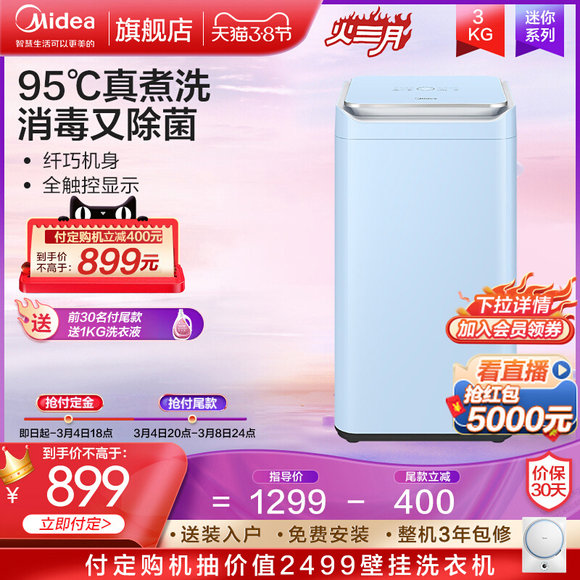 Midea
智慧生活可以更美的
旗舰店
天猫3·8节
火三月
3
KG
迷你
系列
95℃真煮洗
消毒又除菌
纤巧机身
全触控显示
付定购机立减400元
到手价
不高于:
899元
送
前30名付尾款
送1KG洗衣液
Midea
下拉详情
加入会员领券
看直播
抢红包
5000元
抢付定金
抢付尾款
即日起-3月4日18点
3月4日20点-3月8日24点
到手价不高于:
¥899
立即付定>
=
指导价
1299
-
尾款立减
400
价保
30天
送装入户
免费安装
整机3年包修
付定购机抽价值2499壁挂洗衣机